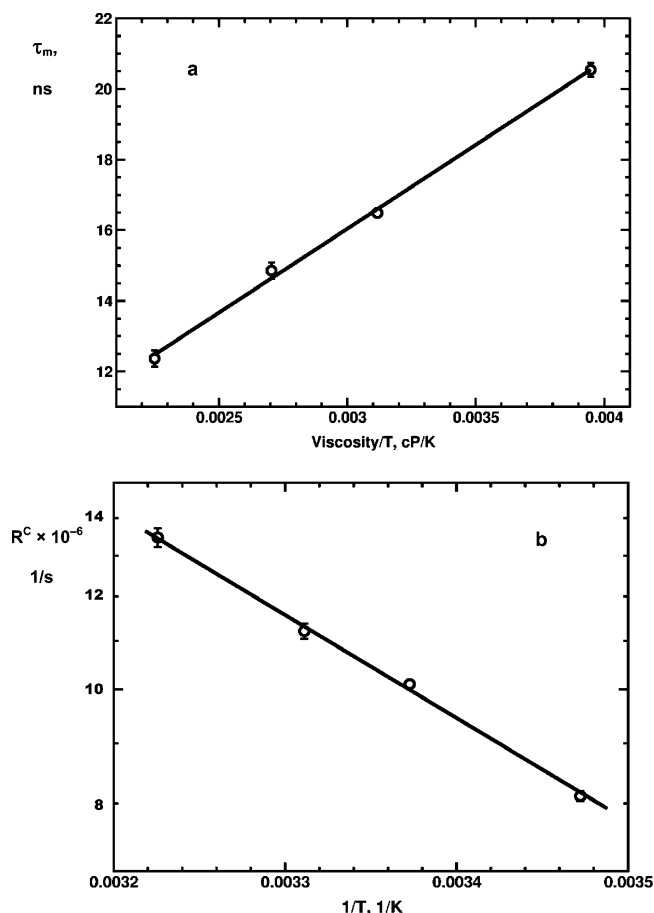 22
τm,
a
20
ns
18
16
14
12
0.0025 0.003 0.0035 0.004
Viscosity/T, cP/K
14
Rᶜ × 10⁻⁶
b
1/s
12
10
8
0.0032 0.0033 0.0034 0.0035
1/T, 1/K